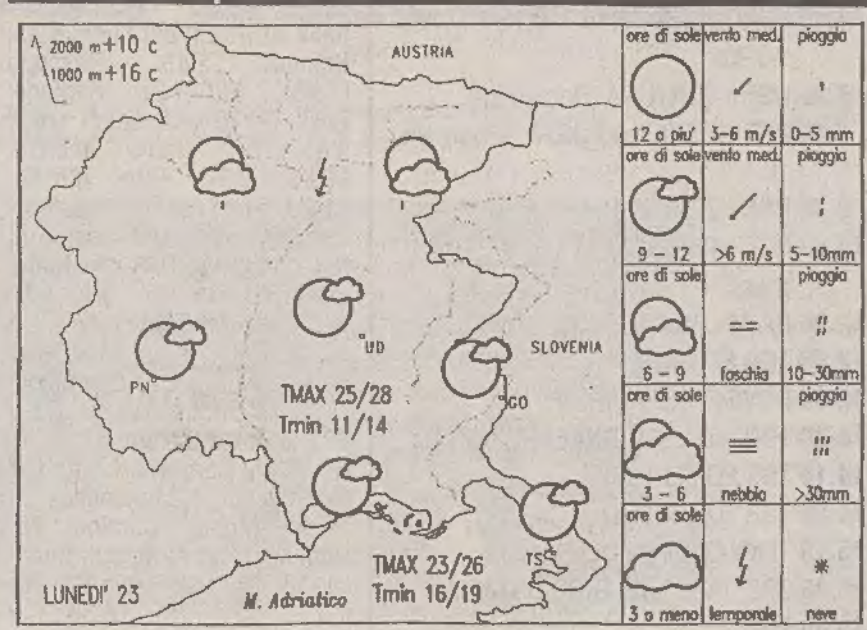 2000 m +10 c
1000 m +16 c
AUSTRIA
UD
PN
SLOVENIA
GO
TMAX 25/28
Tmin 11/14
TS
TMAX 23/26
Tmin 16/19
LUNEDI' 23
M. Adriatico
ore di sole vento med. pioggia
12 o piu' 3-6 m/s 0-5 mm
ore di sole vento med. pioggia
9 - 12 >6 m/s 5-10mm
ore di sole pioggia
6 - 9 foschia 10-30mm
ore di sole pioggia
3 - 6 nebbia >30mm
ore di sole
3 o meno temporale neve